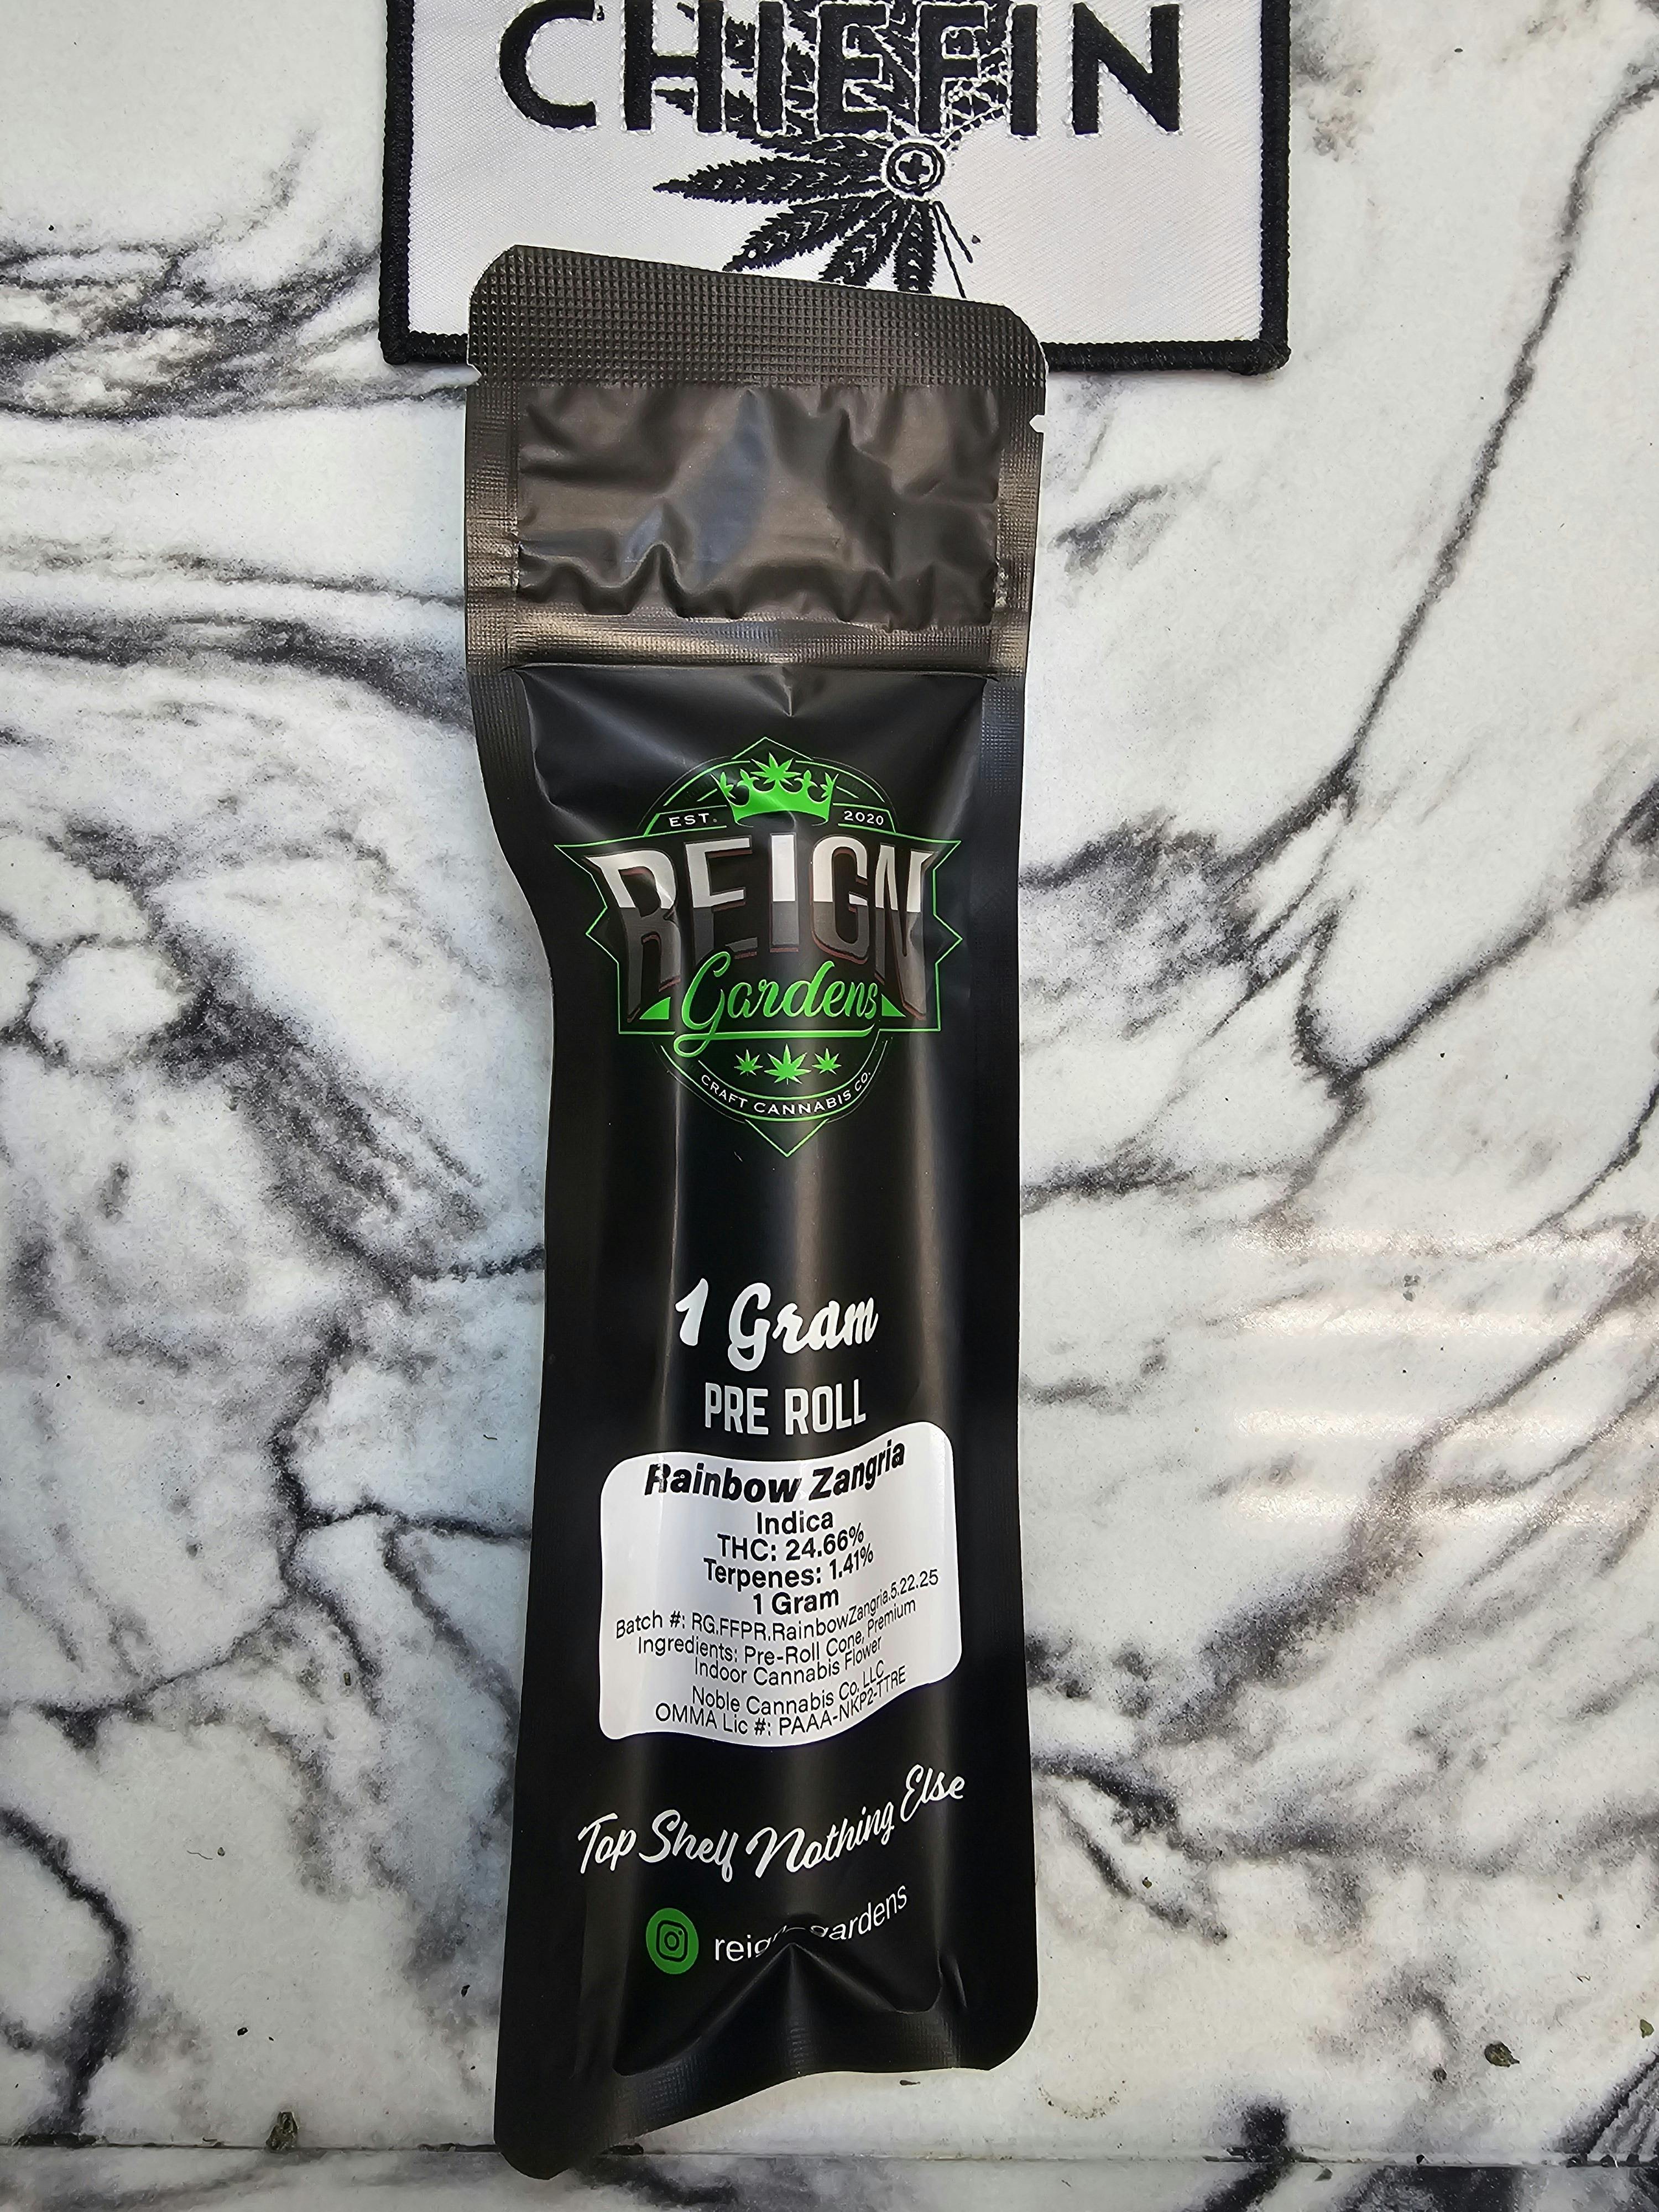 CHIEFIN
EST. 2020
REIGN
Gardens
CRAFT CANNABIS CO.
1 Gram
PRE ROLL
Rainbow Zangria
Indica
THC: 24.66%
Terpenes: 1.41%
1 Gram
Batch #: RG.FFPR.RainbowZangria.5.22.25
Ingredients: Pre-Roll Cone, Premium
Indoor Cannabis Flower
Noble Cannabis Co, LLC
OMMA Lic #: PAAA-NKP2-TTRE
Top Shelf Nothing Else